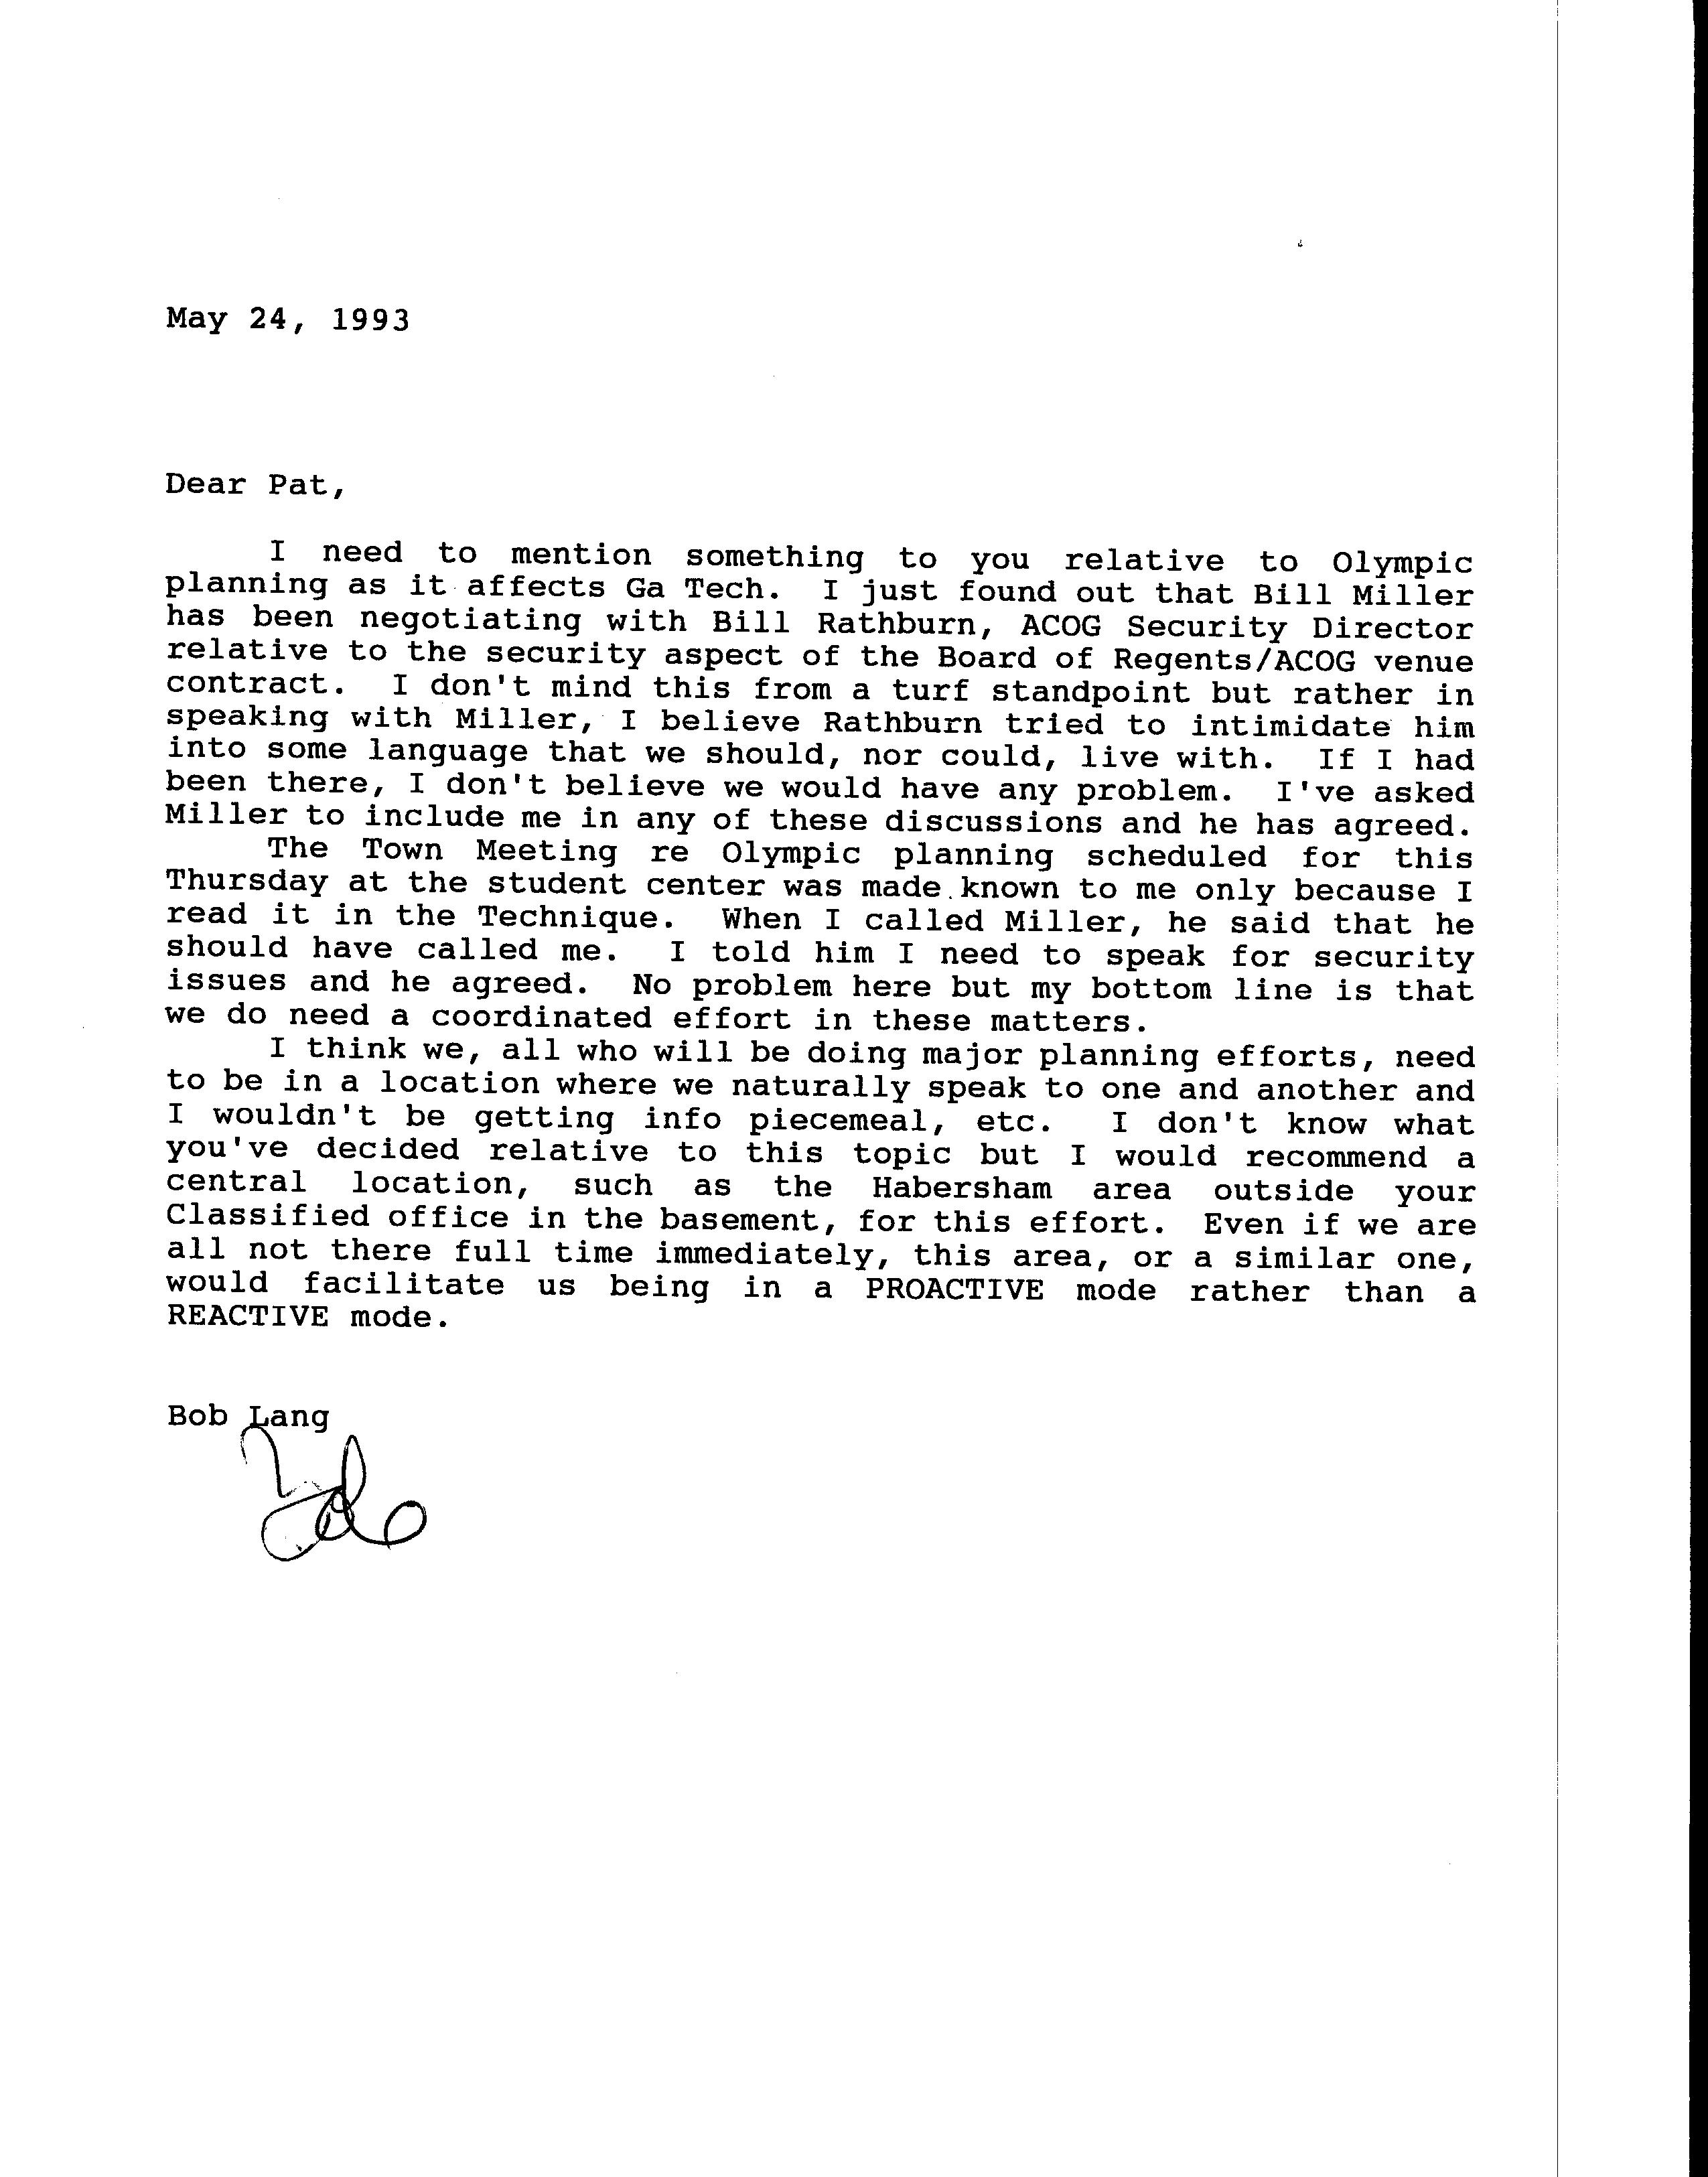 May 24, 1993
Dear Pat,
I need to mention something to you relative to Olympic
planning as it affects Ga Tech. I just found out that Bill Miller
has been negotiating with Bill Rathburn, ACOG Security Director
relative to the security aspect of the Board of Regents/ACOG venue
contract. I don't mind this from a turf standpoint but rather in
speaking with Miller, I believe Rathburn tried to intimidate him
into some language that we should, nor could, live with. If I had
been there, I don't believe we would have any problem. I've asked
Miller to include me in any of these discussions and he has agreed.
The Town Meeting re Olympic planning scheduled for this
Thursday at the student center was made known to me only because I
read it in the Technique. When I called Miller, he said that he
should have called me. I told him I need to speak for security
issues and he agreed. No problem here but my bottom line is that
we do need a coordinated effort in these matters.
I think we, all who will be doing major planning efforts, need
to be in a location where we naturally speak to one and another and
I wouldn't be getting info piecemeal, etc. I don't know what
you've decided relative to this topic but I would recommend a
central location, such as the Habersham area outside your
Classified office in the basement, for this effort. Even if we are
all not there full time immediately, this area, or a similar one,
would facilitate us being in a PROACTIVE mode rather than a
REACTIVE mode.
Bob Lang